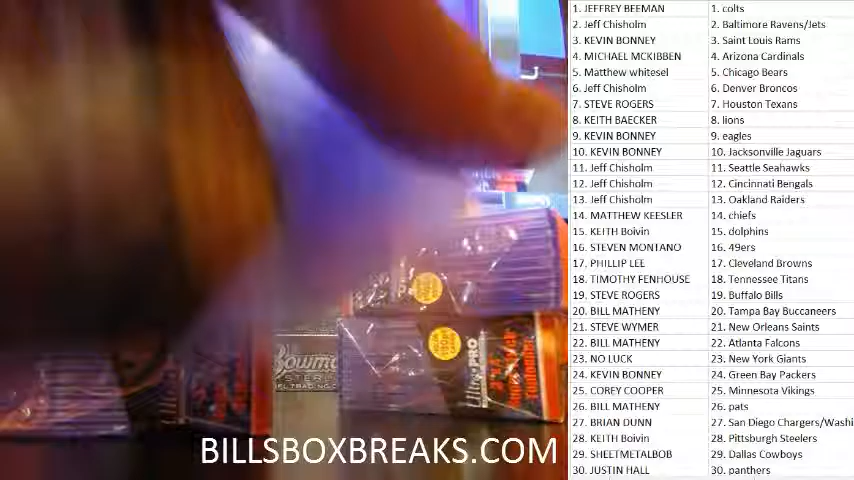 1. JEFFREY BEEMAN 1. colts
2. Jeff Chisholm 2. Baltimore Ravens/Jets
3. KEVIN BONNEY 3. Saint Louis Rams
4. MICHAEL MCKIBBEN 4. Arizona Cardinals
5. Matthew whitesel 5. Chicago Bears
6. Jeff Chisholm 6. Denver Broncos
7. STEVE ROGERS 7. Houston Texans
8. KEITH BAECKER 8. lions
9. KEVIN BONNEY 9. eagles
10. KEVIN BONNEY 10. Jacksonville Jaguars
11. Jeff Chisholm 11. Seattle Seahawks
12. Jeff Chisholm 12. Cincinnati Bengals
13. Jeff Chisholm 13. Oakland Raiders
14. MATTHEW KEESLER 14. chiefs
15. KEITH Boivin 15. dolphins
16. STEVEN MONTANO 16. 49ers
17. PHILLIP LEE 17. Cleveland Browns
18. TIMOTHY FENHOUSE 18. Tennessee Titans
19. STEVE ROGERS 19. Buffalo Bills
20. BILL MATHENY 20. Tampa Bay Buccaneers
21. STEVE WYMER 21. New Orleans Saints
22. BILL MATHENY 22. Atlanta Falcons
23. NO LUCK 23. New York Giants
24. KEVIN BONNEY 24. Green Bay Packers
25. COREY COOPER 25. Minnesota Vikings
26. BILL MATHENY 26. pats
27. BRIAN DUNN 27. San Diego Chargers/Washi
28. KEITH Boivin 28. Pittsburgh Steelers
29. SHEETMETALBOB 29. Dallas Cowboys
30. JUSTIN HALL 30. panthers
Bowma
STERL
Ultra·PRO
BILLSBOXBREAKS.COM